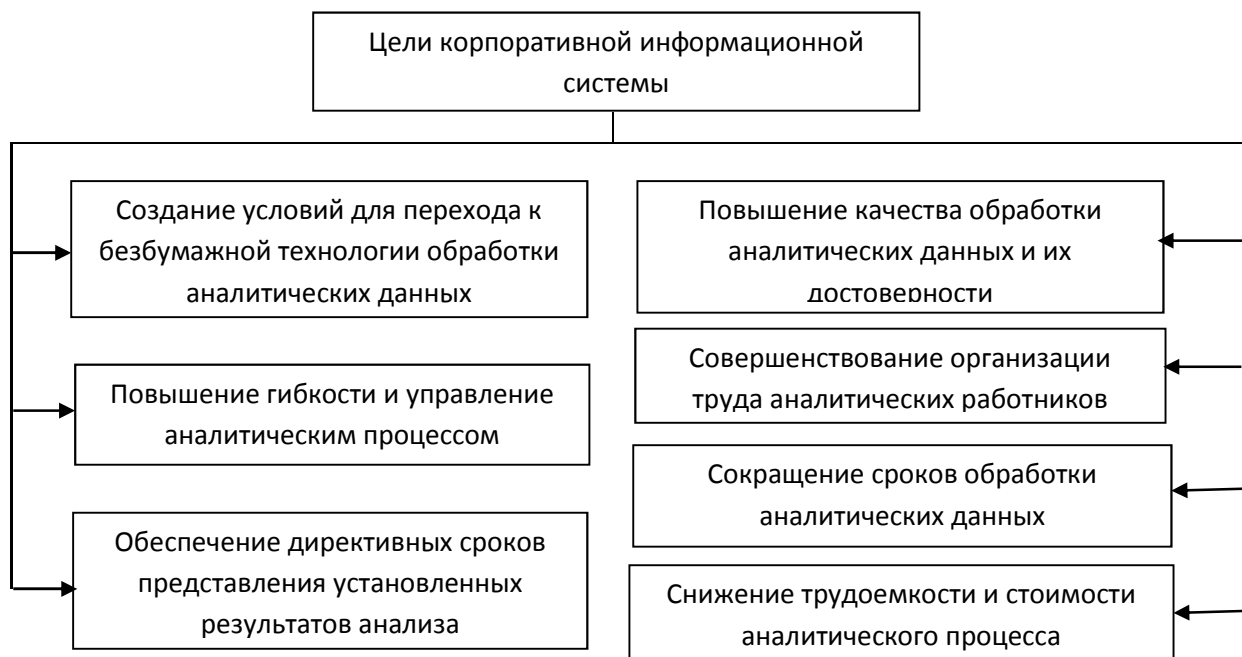 Цели корпоративной информационной
системы
Создание условий для перехода к
безбумажной технологии обработки
аналитических данных
Повышение гибкости и управление
аналитическим процессом
Обеспечение директивных сроков
представления установленных
результатов анализа
Повышение качества обработки
аналитических данных и их
достоверности
Совершенствование организации
труда аналитических работников
Сокращение сроков обработки
аналитических данных
Снижение трудоемкости и стоимости
аналитического процесса